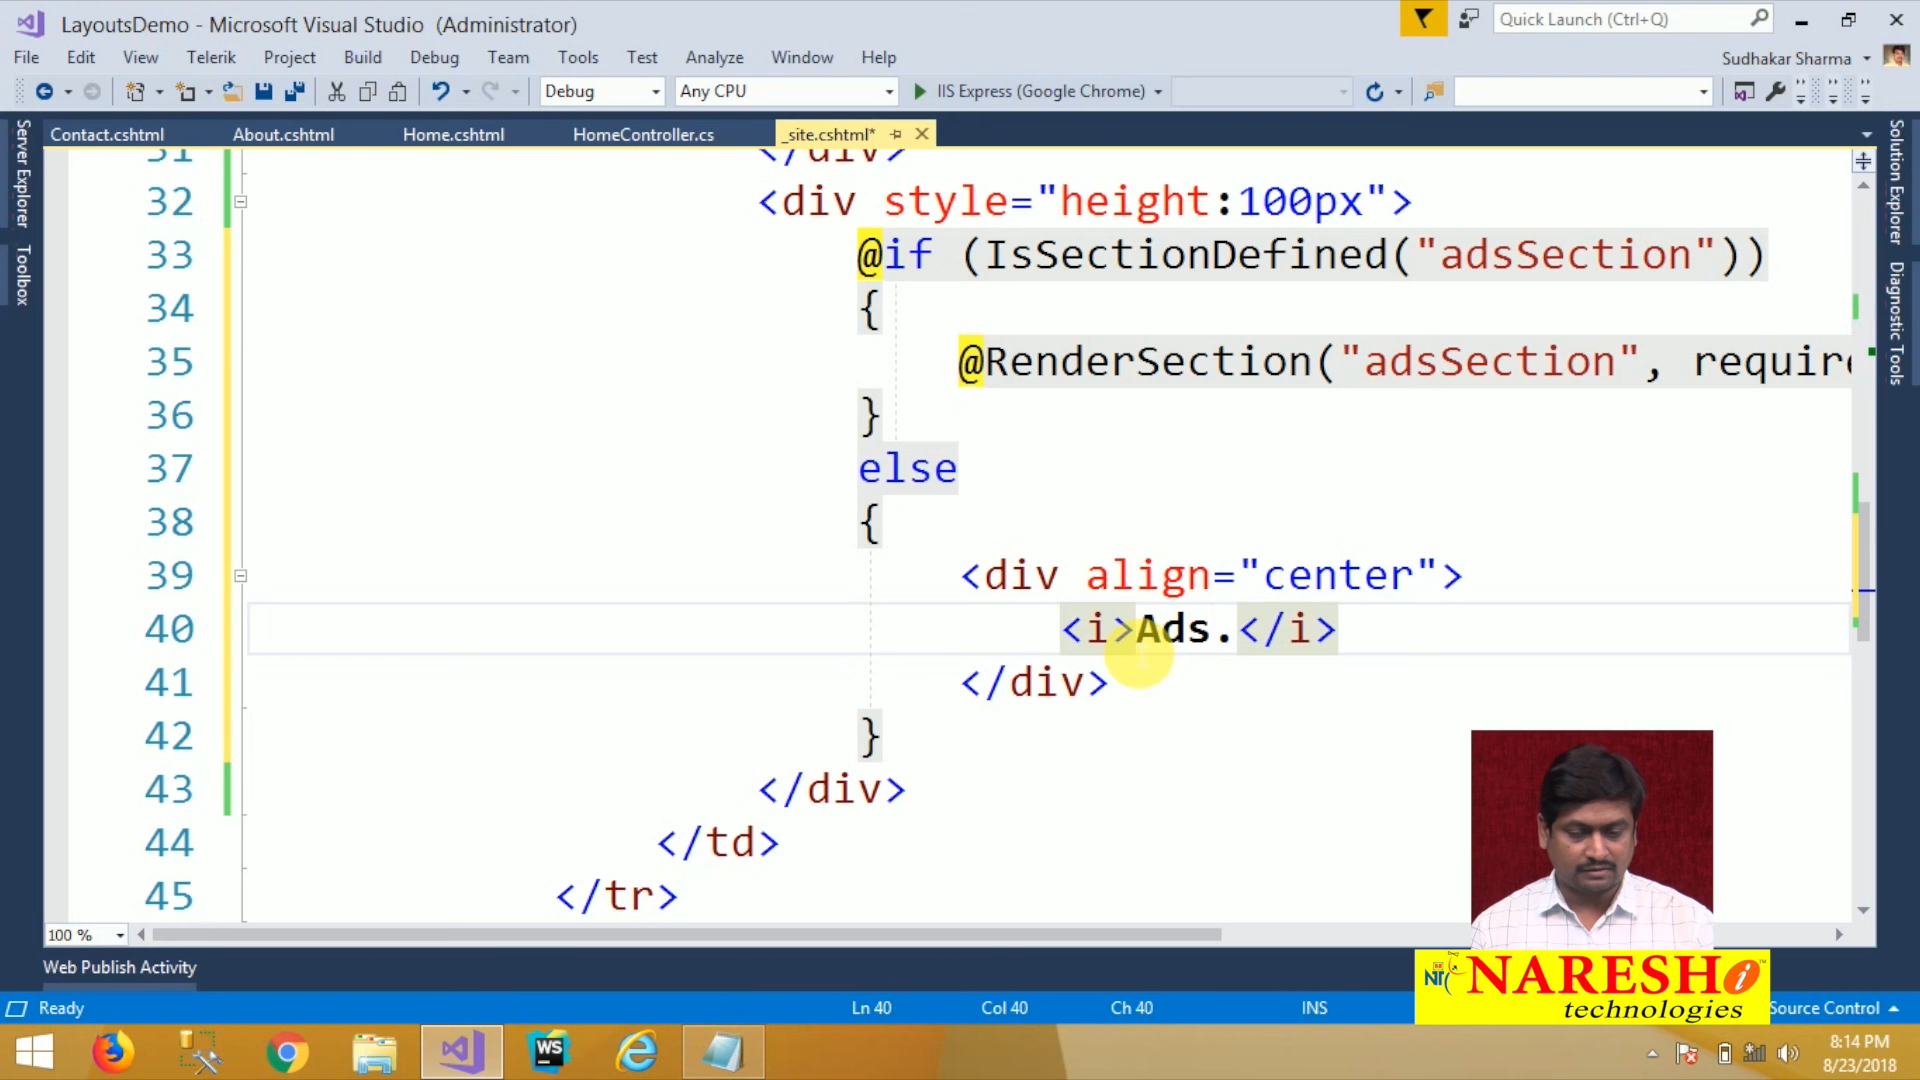 LayoutsDemo - Microsoft Visual Studio (Administrator)
Quick Launch (Ctrl+Q)
File Edit View Telerik Project Build Debug Team Tools Test Analyze Window Help
Sudhakar Sharma
Debug Any CPU IIS Express (Google Chrome)
Contact.cshtml About.cshtml Home.cshtml HomeController.cs _site.cshtml*
Server Explorer
Toolbox
Solution Explorer
Diagnostic Tools
31 </div>
32 <div style="height:100px">
33 @if (IsSectionDefined("adsSection"))
34 {
35 @RenderSection("adsSection", require
36 }
37 else
38 {
39 <div align="center">
40 <i>Ads.</i>
41 </div>
42 }
43 </div>
44 </td>
45 </tr>
100 %
Web Publish Activity
Ready Ln 40 Col 40 Ch 40 INS
Source Control
NARESH i
technologies
WS
8:14 PM
8/23/2018